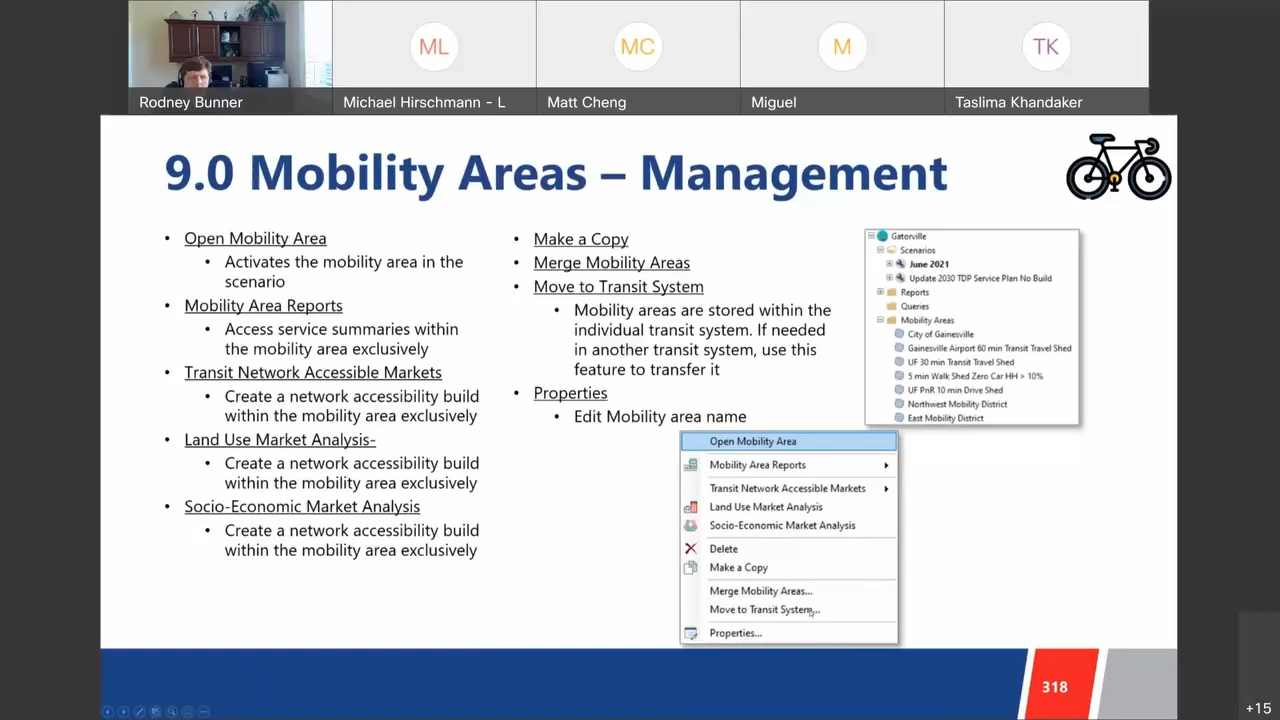 ML
MC
M
TK
Rodney Bunner
Michael Hirschmann - L
Matt Cheng
Miguel
Taslima Khandaker
9.0 Mobility Areas – Management
• Open Mobility Area
• Activates the mobility area in the
scenario
• Mobility Area Reports
• Access service summaries within
the mobility area exclusively
• Transit Network Accessible Markets
• Create a network accessibility build
within the mobility area exclusively
• Land Use Market Analysis-
• Create a network accessibility build
within the mobility area exclusively
• Socio-Economic Market Analysis
• Create a network accessibility build
within the mobility area exclusively
• Make a Copy
• Merge Mobility Areas
• Move to Transit System
• Mobility areas are stored within the
individual transit system. If needed
in another transit system, use this
feature to transfer it
• Properties
• Edit Mobility area name
Gatorville
Scenarios
June 2021
Update 2030 TDP Service Plan No Build
Reports
Queries
Mobility Areas
City of Gainesville
Gainesville Airport 60 min Transit Travel Shed
UF 30 min Transit Travel Shed
5 min Walk Shed Zero Car HH > 10%
UF PnR 10 min Drive Shed
Northwest Mobility District
East Mobility District
Open Mobility Area
Mobility Area Reports
Transit Network Accessible Markets
Land Use Market Analysis
Socio-Economic Market Analysis
Delete
Make a Copy
Merge Mobility Areas...
Move to Transit System...
Properties...
318
+15